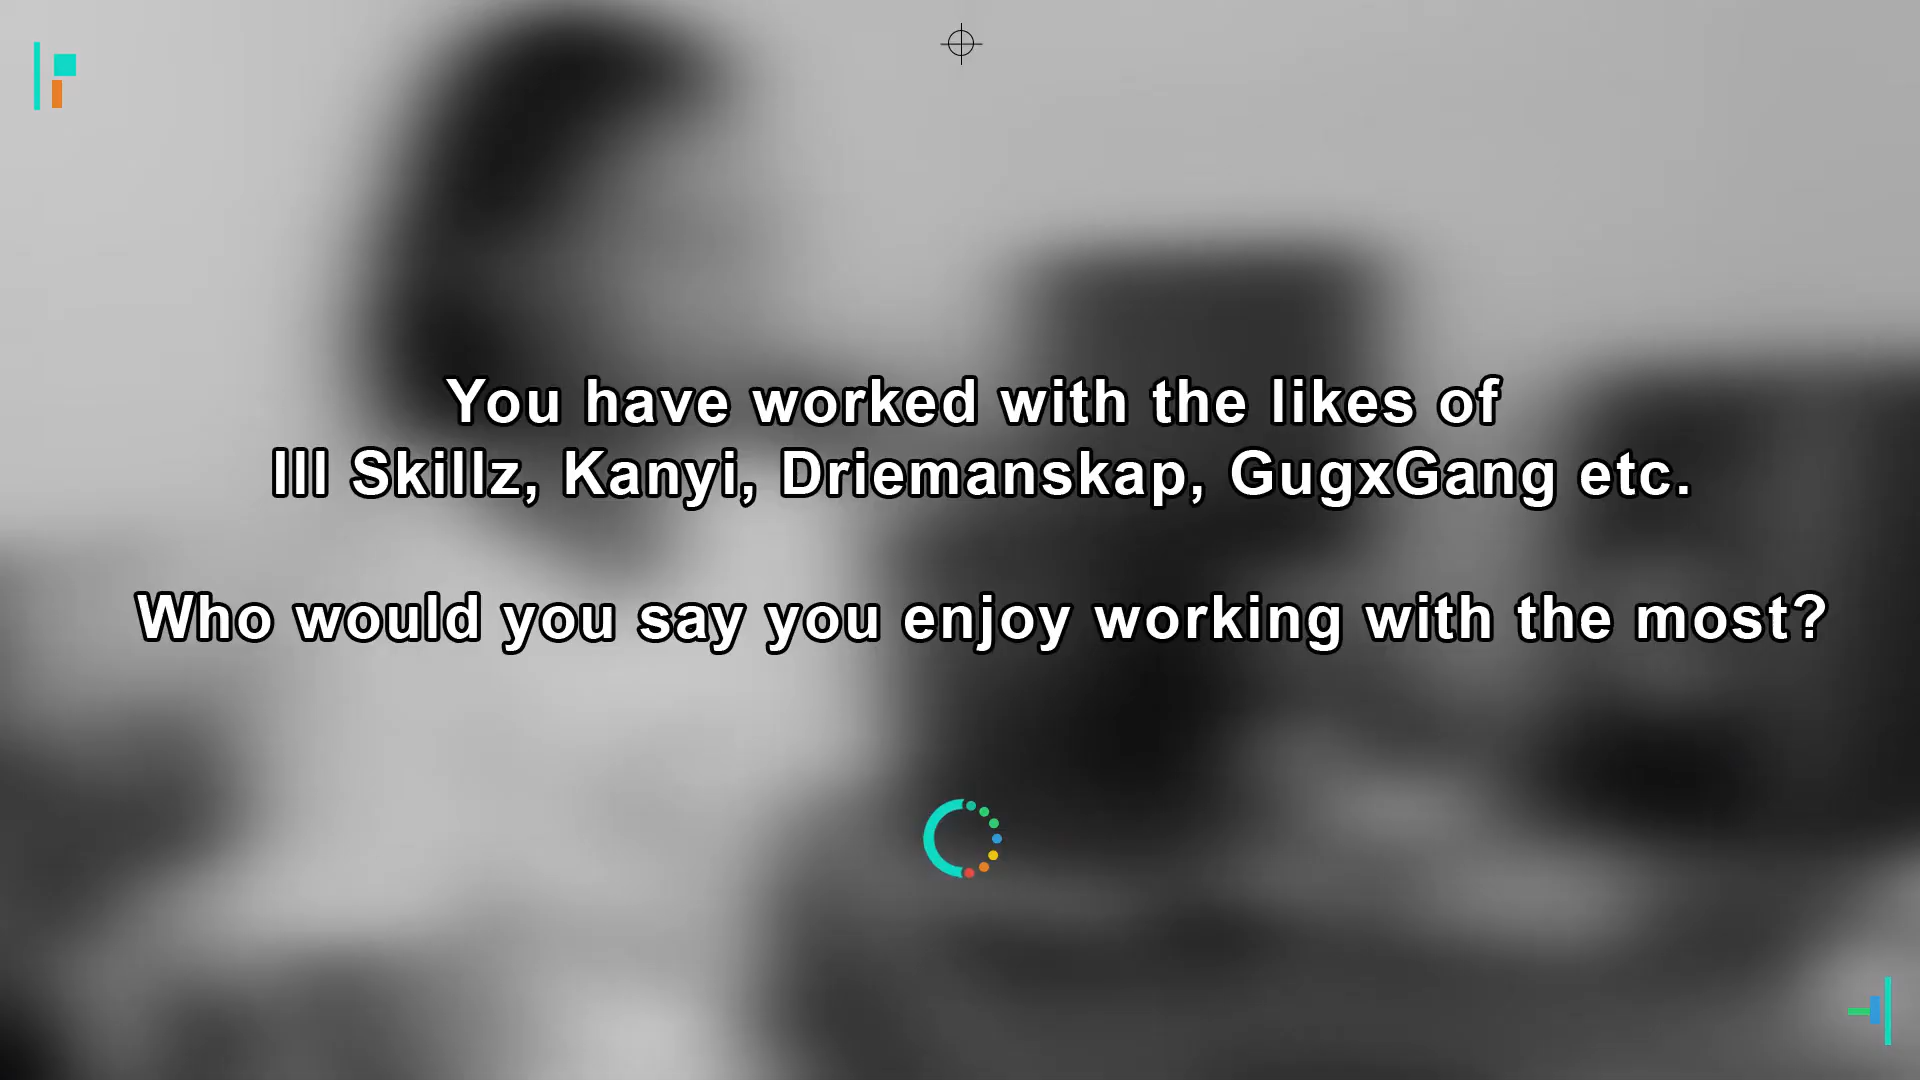 You have worked with the likes of
Ill Skillz, Kanyi, Driemanskap, GugxGang etc.
Who would you say you enjoy working with the most?